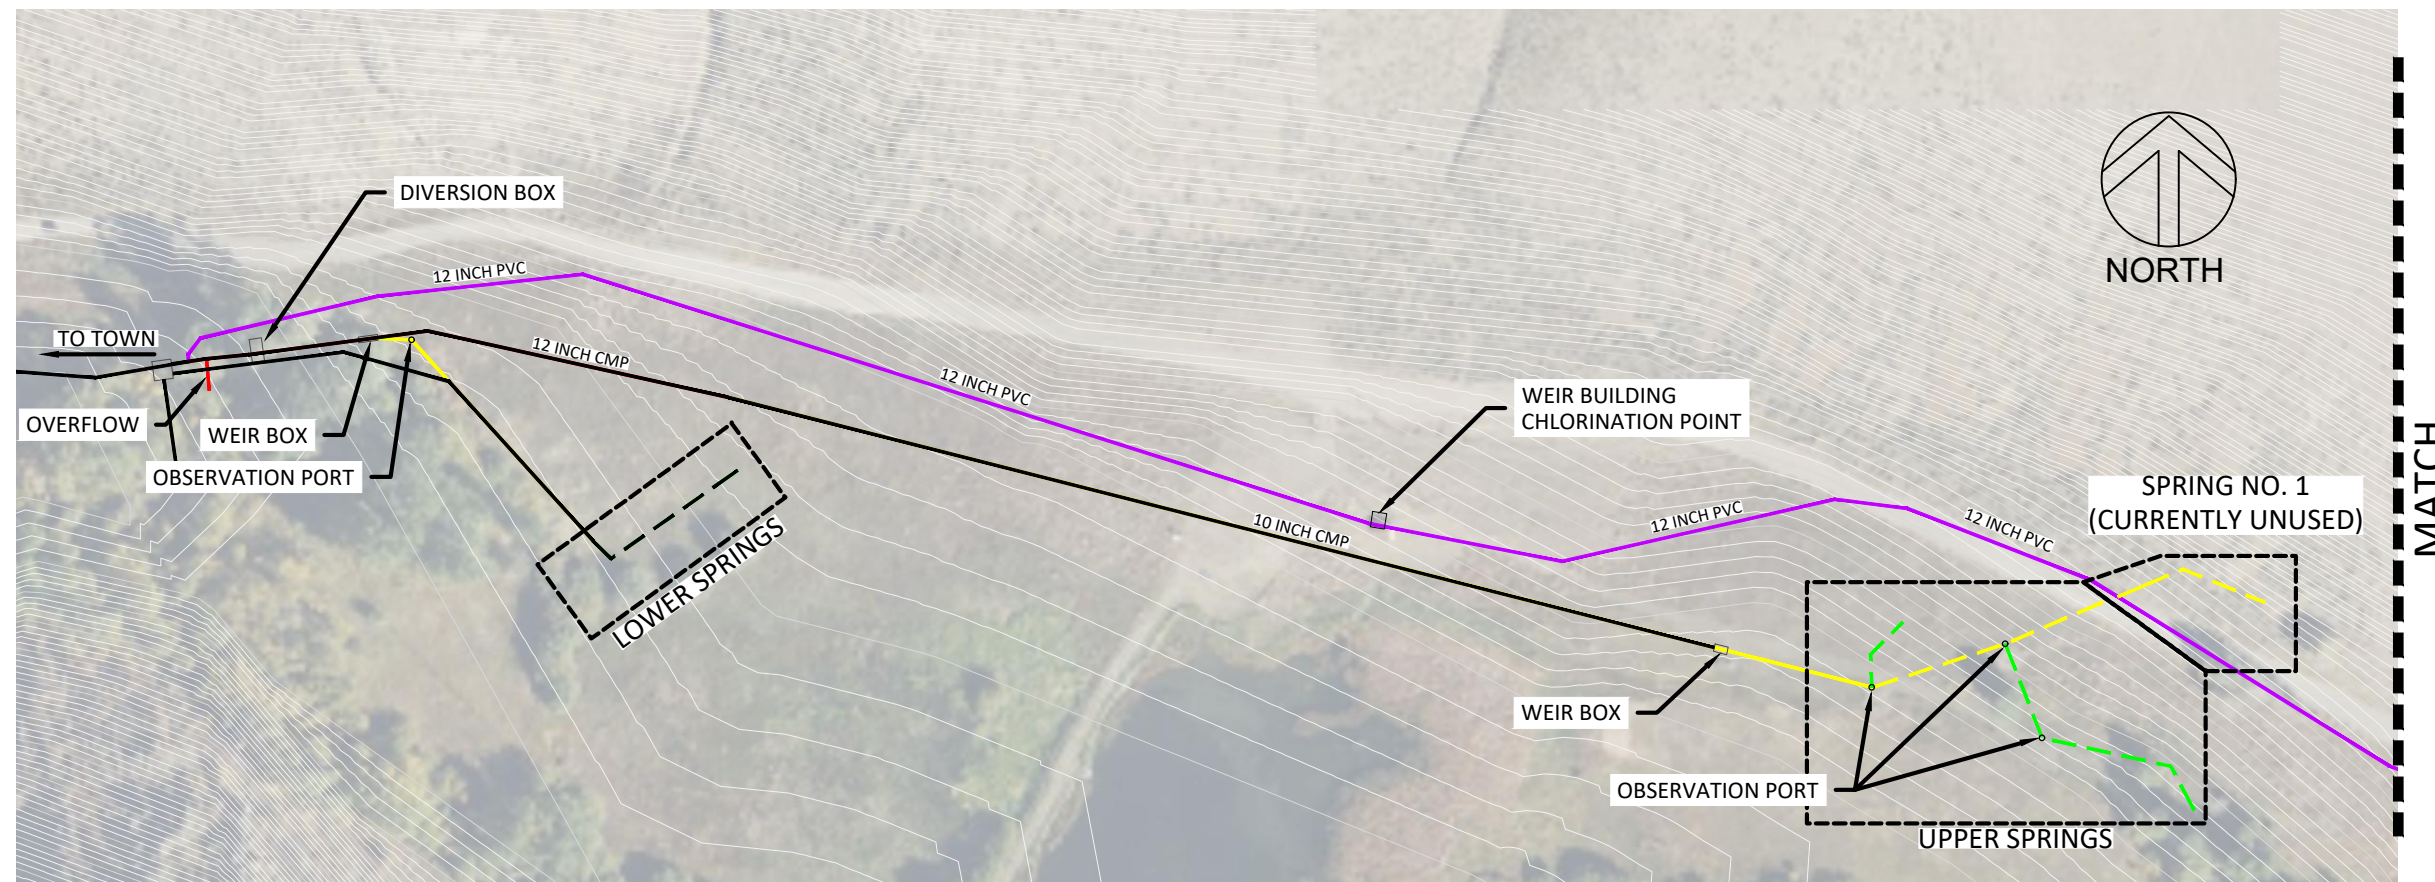 DIVERSION BOX
NORTH
12 INCH PVC
TO TOWN
12 INCH CMP
12 INCH PVC
WEIR BUILDING
CHLORINATION POINT
OVERFLOW
WEIR BOX
OBSERVATION PORT
MATCH
SPRING NO. 1
(CURRENTLY UNUSED)
10 INCH CMP
12 INCH PVC
12 INCH PVC
LOWER SPRINGS
WEIR BOX
OBSERVATION PORT
UPPER SPRINGS